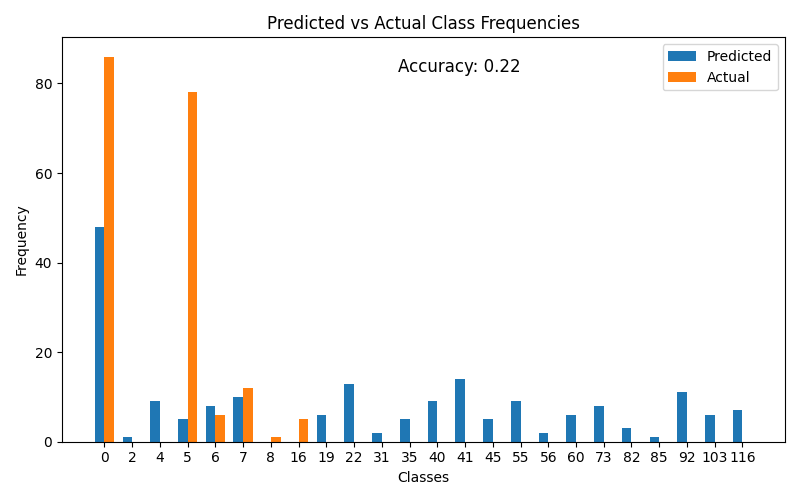 Predicted vs Actual Class Frequencies
Accuracy: 0.22
Predicted
Actual
Frequency
80
60
40
20
0
0 2 4 5 6 7 8 16 19 22 31 35 40 41 45 55 56 60 73 82 85 92 103 116
Classes